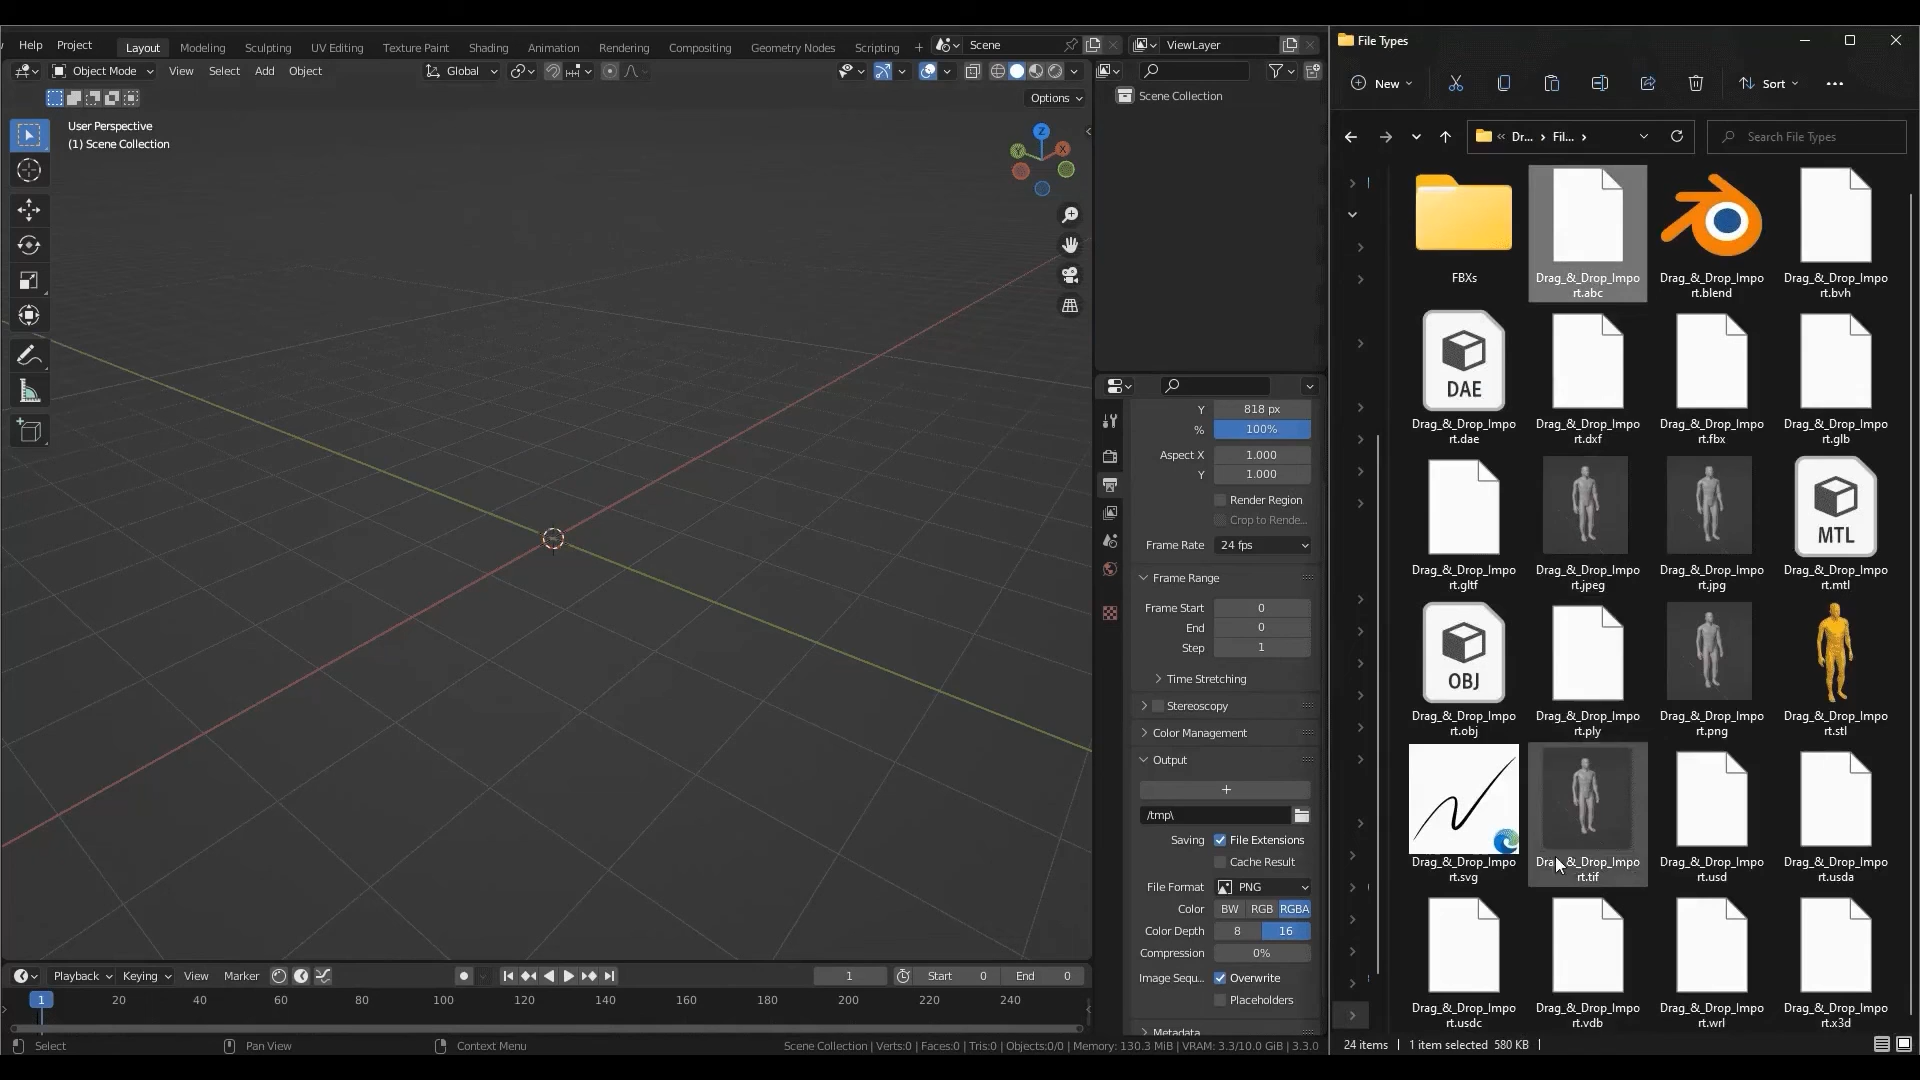 Help Project Layout Modeling Sculpting UV Editing Texture Paint Shading Animation Rendering Compositing Geometry Nodes Scripting + Scene ViewLayer
Object Mode View Select Add Object Global
Options
User Perspective
(1) Scene Collection
Z
Y
X
Scene Collection
Y 818 px
% 100%
Aspect X 1.000
Y 1.000
Render Region
Crop to Rende...
Frame Rate 24 fps
Frame Range
Frame Start 0
End 0
Step 1
Time Stretching
Stereoscopy
Color Management
Output
+
/tmp\
Saving File Extensions
Cache Result
File Format PNG
Color BW RGB RGBA
Color Depth 8 16
Compression 0%
Image Sequ... Overwrite
Placeholders
Metadata
Playback Keying View Marker 1 Start 0 End 0
1 20 40 60 80 100 120 140 160 180 200 220 240
Select Pan View Context Menu Scene Collection | Verts:0 | Faces:0 | Tris:0 | Objects:0/0 | Memory: 130.3 MiB | VRAM: 3.3/10.0 GiB | 3.3.0
File Types
New Sort
« Dr... › Fil... › Search File Types
FBXs
Drag_&_Drop_Impo
rt.abc
Drag_&_Drop_Impo
rt.blend
Drag_&_Drop_Impo
rt.bvh
DAE
Drag_&_Drop_Impo
rt.dae
Drag_&_Drop_Impo
rt.dxf
Drag_&_Drop_Impo
rt.fbx
Drag_&_Drop_Impo
rt.glb
Drag_&_Drop_Impo
rt.gltf
Drag_&_Drop_Impo
rt.jpeg
Drag_&_Drop_Impo
rt.jpg
MTL
Drag_&_Drop_Impo
rt.mtl
OBJ
Drag_&_Drop_Impo
rt.obj
Drag_&_Drop_Impo
rt.ply
Drag_&_Drop_Impo
rt.png
Drag_&_Drop_Impo
rt.stl
Drag_&_Drop_Impo
rt.svg
Drag_&_Drop_Impo
rt.tif
Drag_&_Drop_Impo
rt.usd
Drag_&_Drop_Impo
rt.usda
Drag_&_Drop_Impo
rt.usdc
Drag_&_Drop_Impo
rt.vdb
Drag_&_Drop_Impo
rt.wrl
Drag_&_Drop_Impo
rt.x3d
24 items | 1 item selected 580 KB |